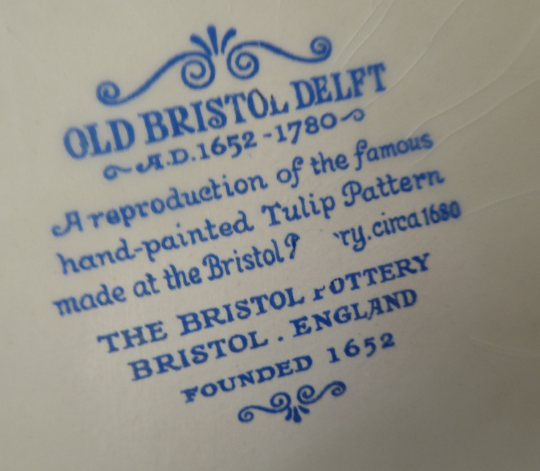 OLD BRISTOL DELFT
~A.D. 1652 - 1780~
A reproduction of the famous
hand-painted Tulip Pattern
made at the Bristol P ry. circa 1680
THE BRISTOL POTTERY
BRISTOL . ENGLAND
FOUNDED 1652